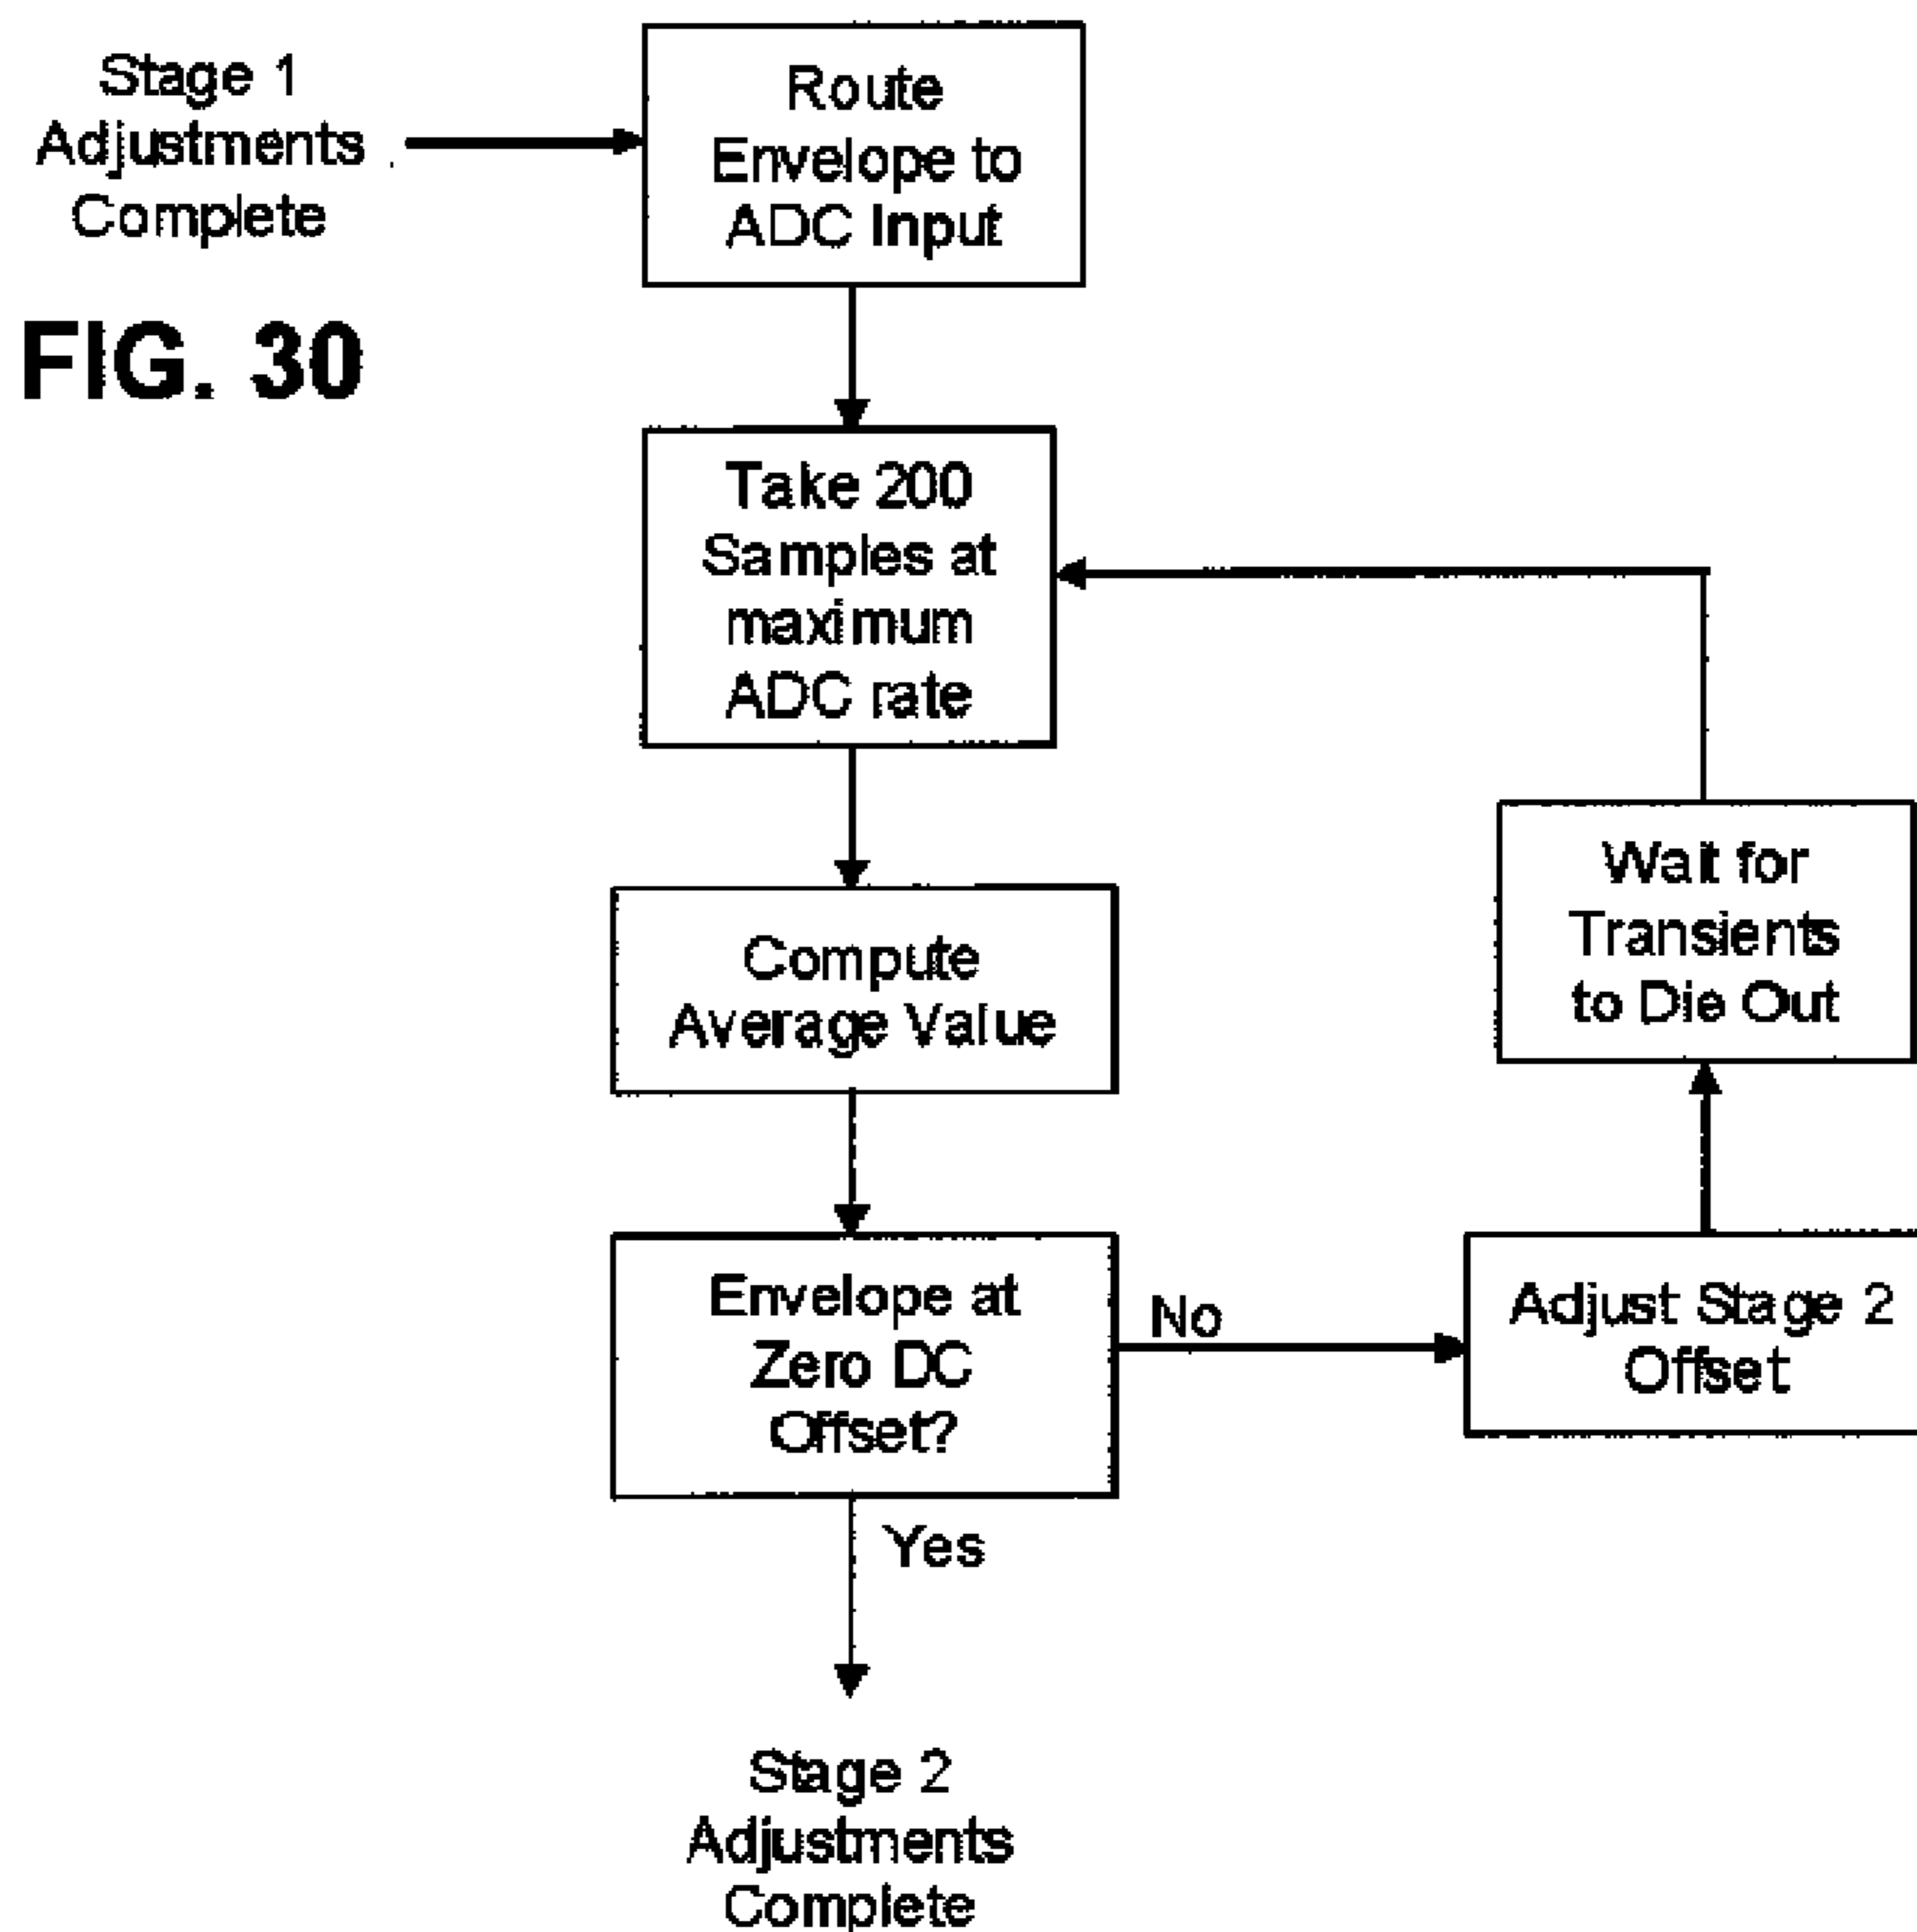 Stage 1
Adjustments
Complete
Route
Envelope to
ADC Input
FIG. 30
Take 200
Samples at
maximum
ADC rate
Compute
Average Value
Envelope at
Zero DC
Offset?
No
Adjust Stage 2
Offset
Wait for
Transients
to Die Out
Yes
Stage 2
Adjustments
Complete